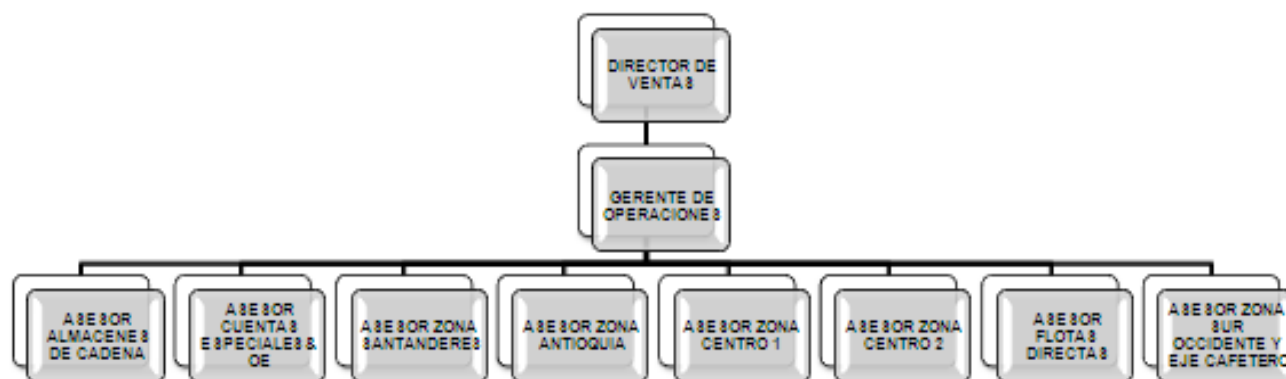 DIRECTOR DE
VENTAS
GERENTE DE
OPERACIONES
ASESOR
ALMACENES
DE CADENA
ASESOR
CUENTAS
ESPECIALES&
OE
ASESOR ZONA
SANTANDERES
ASESOR ZONA
ANTIOQUIA
ASESOR ZONA
CENTRO 1
ASESOR ZONA
CENTRO 2
ASESOR
FLOTAS
DIRECTAS
ASESOR ZONA
SUR
OCCIDENTE Y
EJE CAFETERO